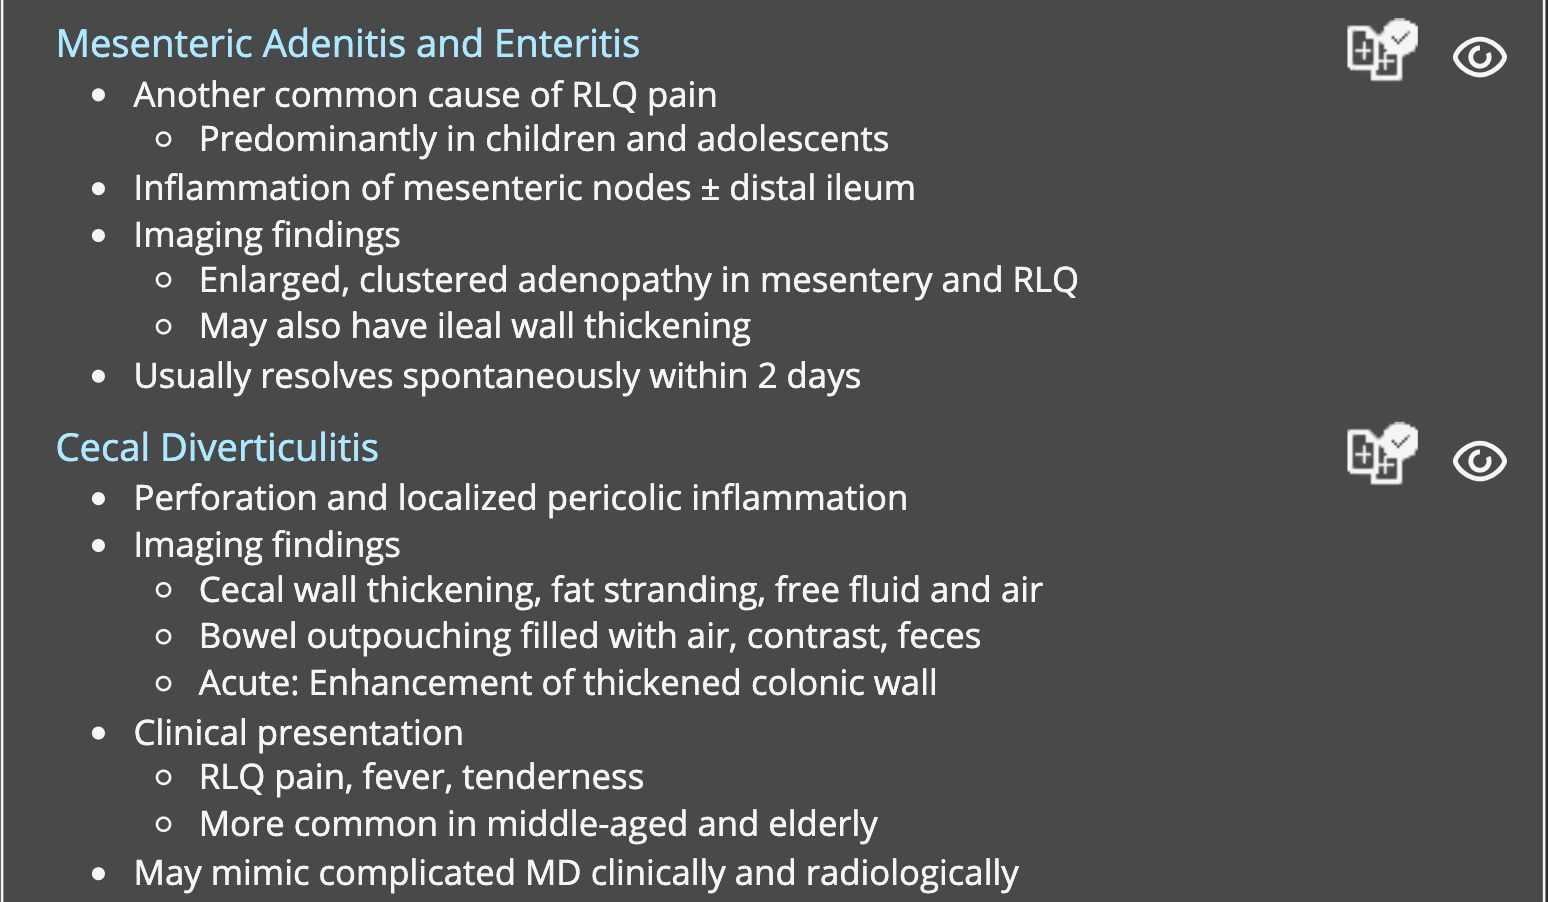 Mesenteric Adenitis and Enteritis
• Another common cause of RLQ pain
○ Predominantly in children and adolescents
• Inflammation of mesenteric nodes ± distal ileum
• Imaging findings
○ Enlarged, clustered adenopathy in mesentery and RLQ
○ May also have ileal wall thickening
• Usually resolves spontaneously within 2 days
Cecal Diverticulitis
• Perforation and localized pericolic inflammation
• Imaging findings
○ Cecal wall thickening, fat stranding, free fluid and air
○ Bowel outpouching filled with air, contrast, feces
○ Acute: Enhancement of thickened colonic wall
• Clinical presentation
○ RLQ pain, fever, tenderness
○ More common in middle-aged and elderly
• May mimic complicated MD clinically and radiologically